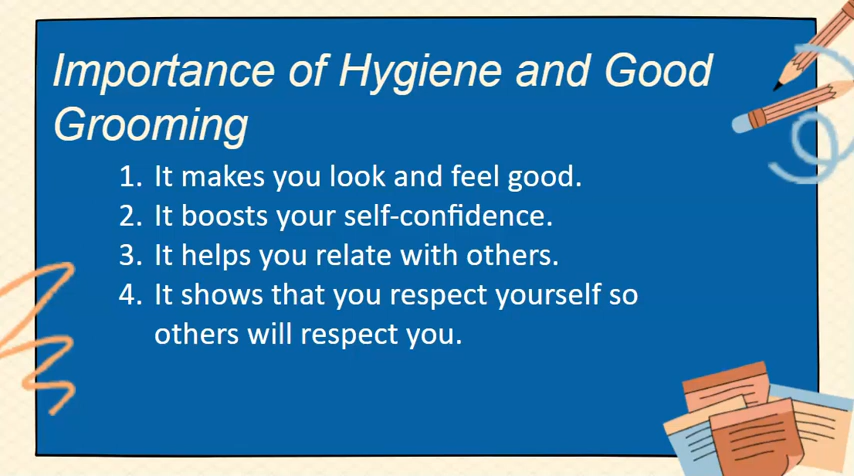 Importance of Hygiene and Good
Grooming
1. It makes you look and feel good.
2. It boosts your self-confidence.
3. It helps you relate with others.
4. It shows that you respect yourself so
others will respect you.